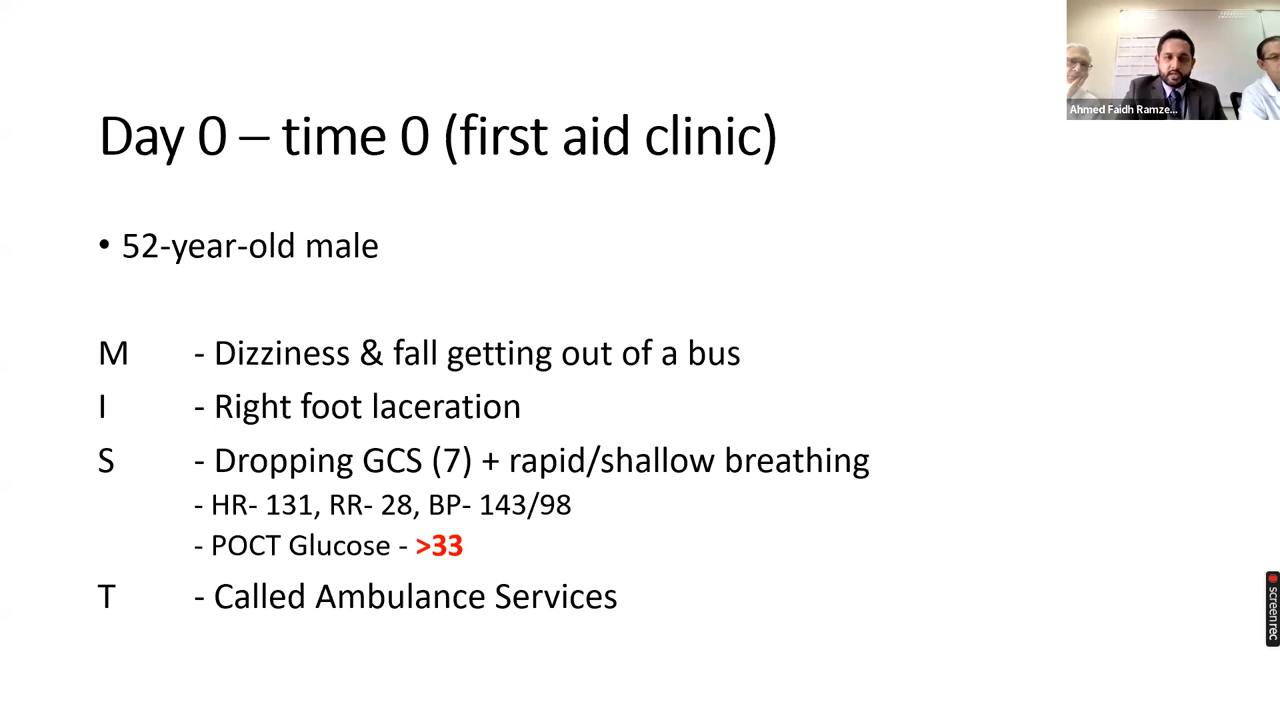 Ahmed Faidh Ramze...
Day 0 – time 0 (first aid clinic)
• 52-year-old male
M - Dizziness & fall getting out of a bus
I - Right foot laceration
S - Dropping GCS (7) + rapid/shallow breathing
- HR- 131, RR- 28, BP- 143/98
- POCT Glucose - >33
T - Called Ambulance Services
screenrec